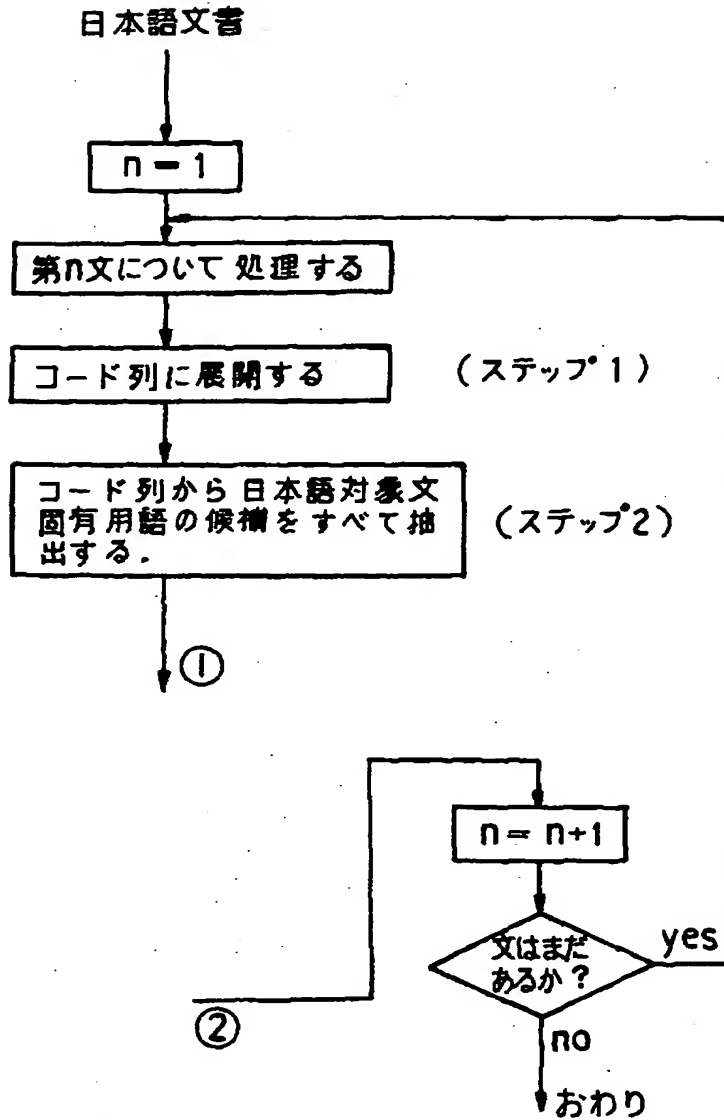 日本語文書
n = 1
第n文について処理する
コード列に展開する
(ステップ1)
コード列から日本語対象文
固有用語の候補をすべて抽
出する.
(ステップ2)
①
n = n+1
文はまだ
あるか?
yes
②
no
おわり